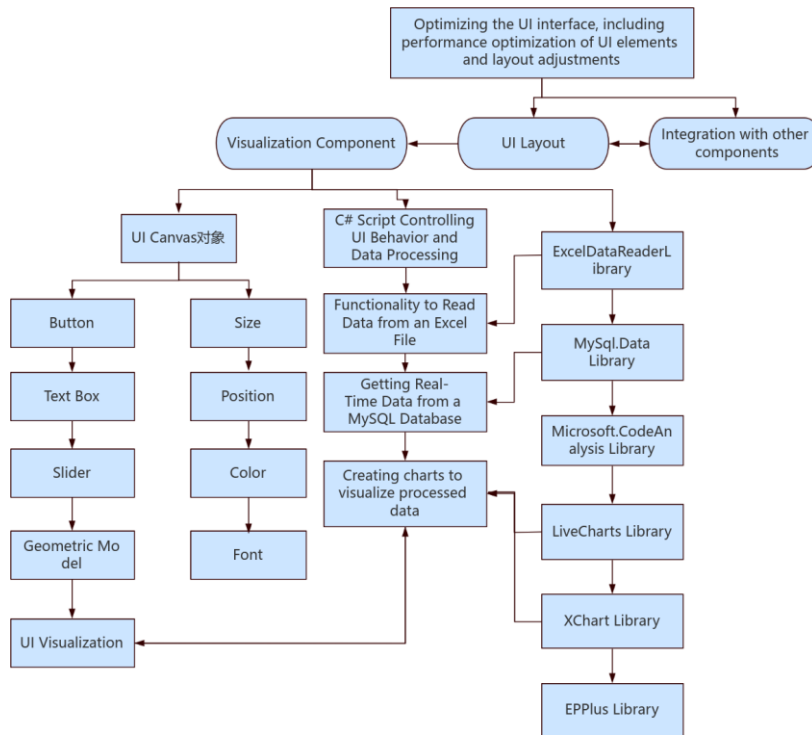 Optimizing the UI interface, including
performance optimization of UI elements
and layout adjustments
Visualization Component
UI Layout
Integration with other
components
UI Canvas对象
C# Script Controlling
UI Behavior and
Data Processing
ExcelDataReaderL
ibrary
Button
Size
Functionality to Read
Data from an Excel
File
MySql.Data
Library
Text Box
Position
Getting Real-
Time Data from a
MySQL Database
Microsoft.CodeAn
alysis Library
Slider
Color
Creating charts to
visualize processed
data
LiveCharts Library
Geometric Mo
del
Font
UI Visualization
XChart Library
EPPlus Library